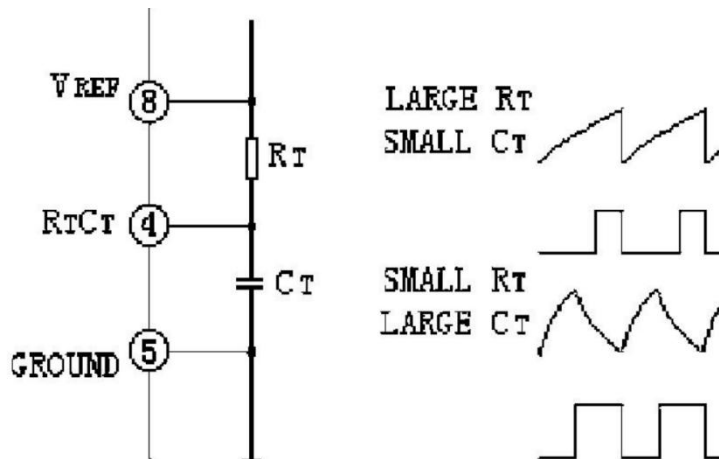 VREF
8
RT
RTCT
4
CT
GROUND
5
LARGE RT
SMALL CT
SMALL RT
LARGE CT